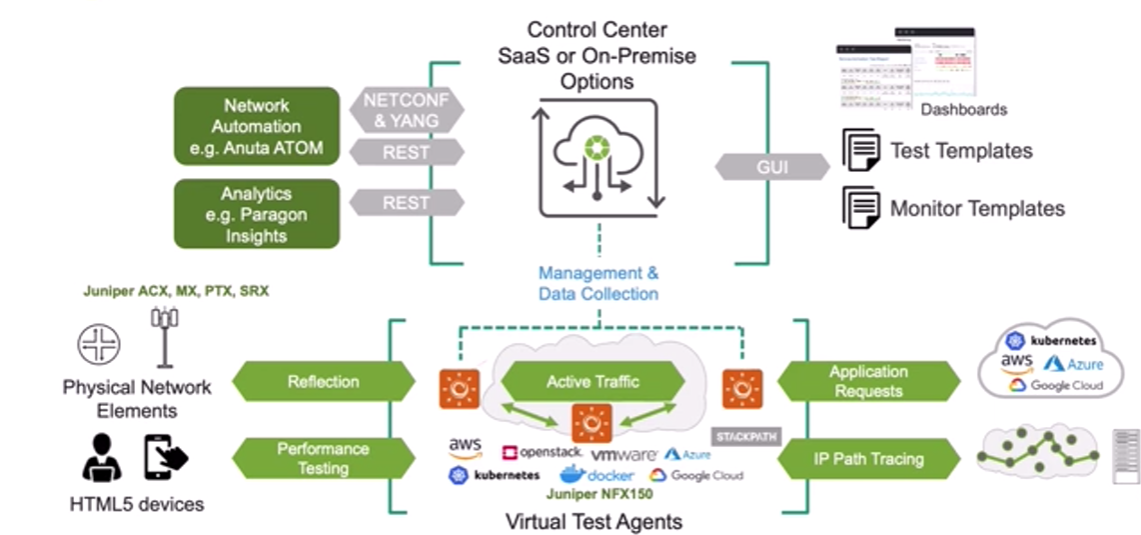 Control Center
SaaS or On-Premise
Options
Network
Automation
e.g. Anuta ATOM
NETCONF
& YANG
REST
Analytics
e.g. Paragon
Insights
REST
GUI
Dashboards
Test Templates
Monitor Templates
Management &
Data Collection
Juniper ACX, MX, PTX, SRX
Physical Network
Elements
HTML5 devices
Reflection
Performance
Testing
Active Traffic
aws
openstack.
vmware
Azure
STACKPATH
kubernetes
docker
Google Cloud
Juniper NFX150
Virtual Test Agents
Application
Requests
IP Path Tracing
kubernetes
aws
Azure
Google Cloud